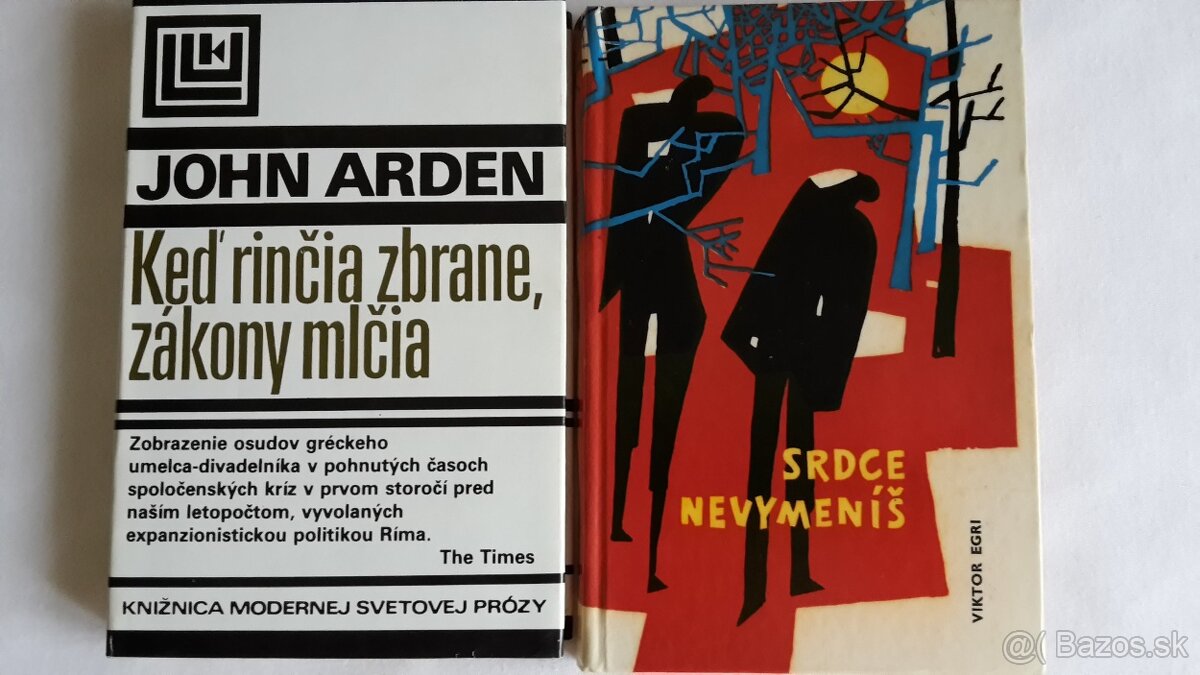 JOHN ARDEN
Keď rinčia zbrane,
zákony mlčia
Zobrazenie osudov gréckeho
umelca-divadelníka v pohnutých časoch
spoločenských kríz v prvom storočí pred
naším letopočtom, vyvolaných
expanzionistickou politikou Ríma.
The Times
KNIŽNICA MODERNEJ SVETOVEJ PRÓZY
SRDCE
NEVYMENÍŠ
VIKTOR EGRI
@( Bazos.sk